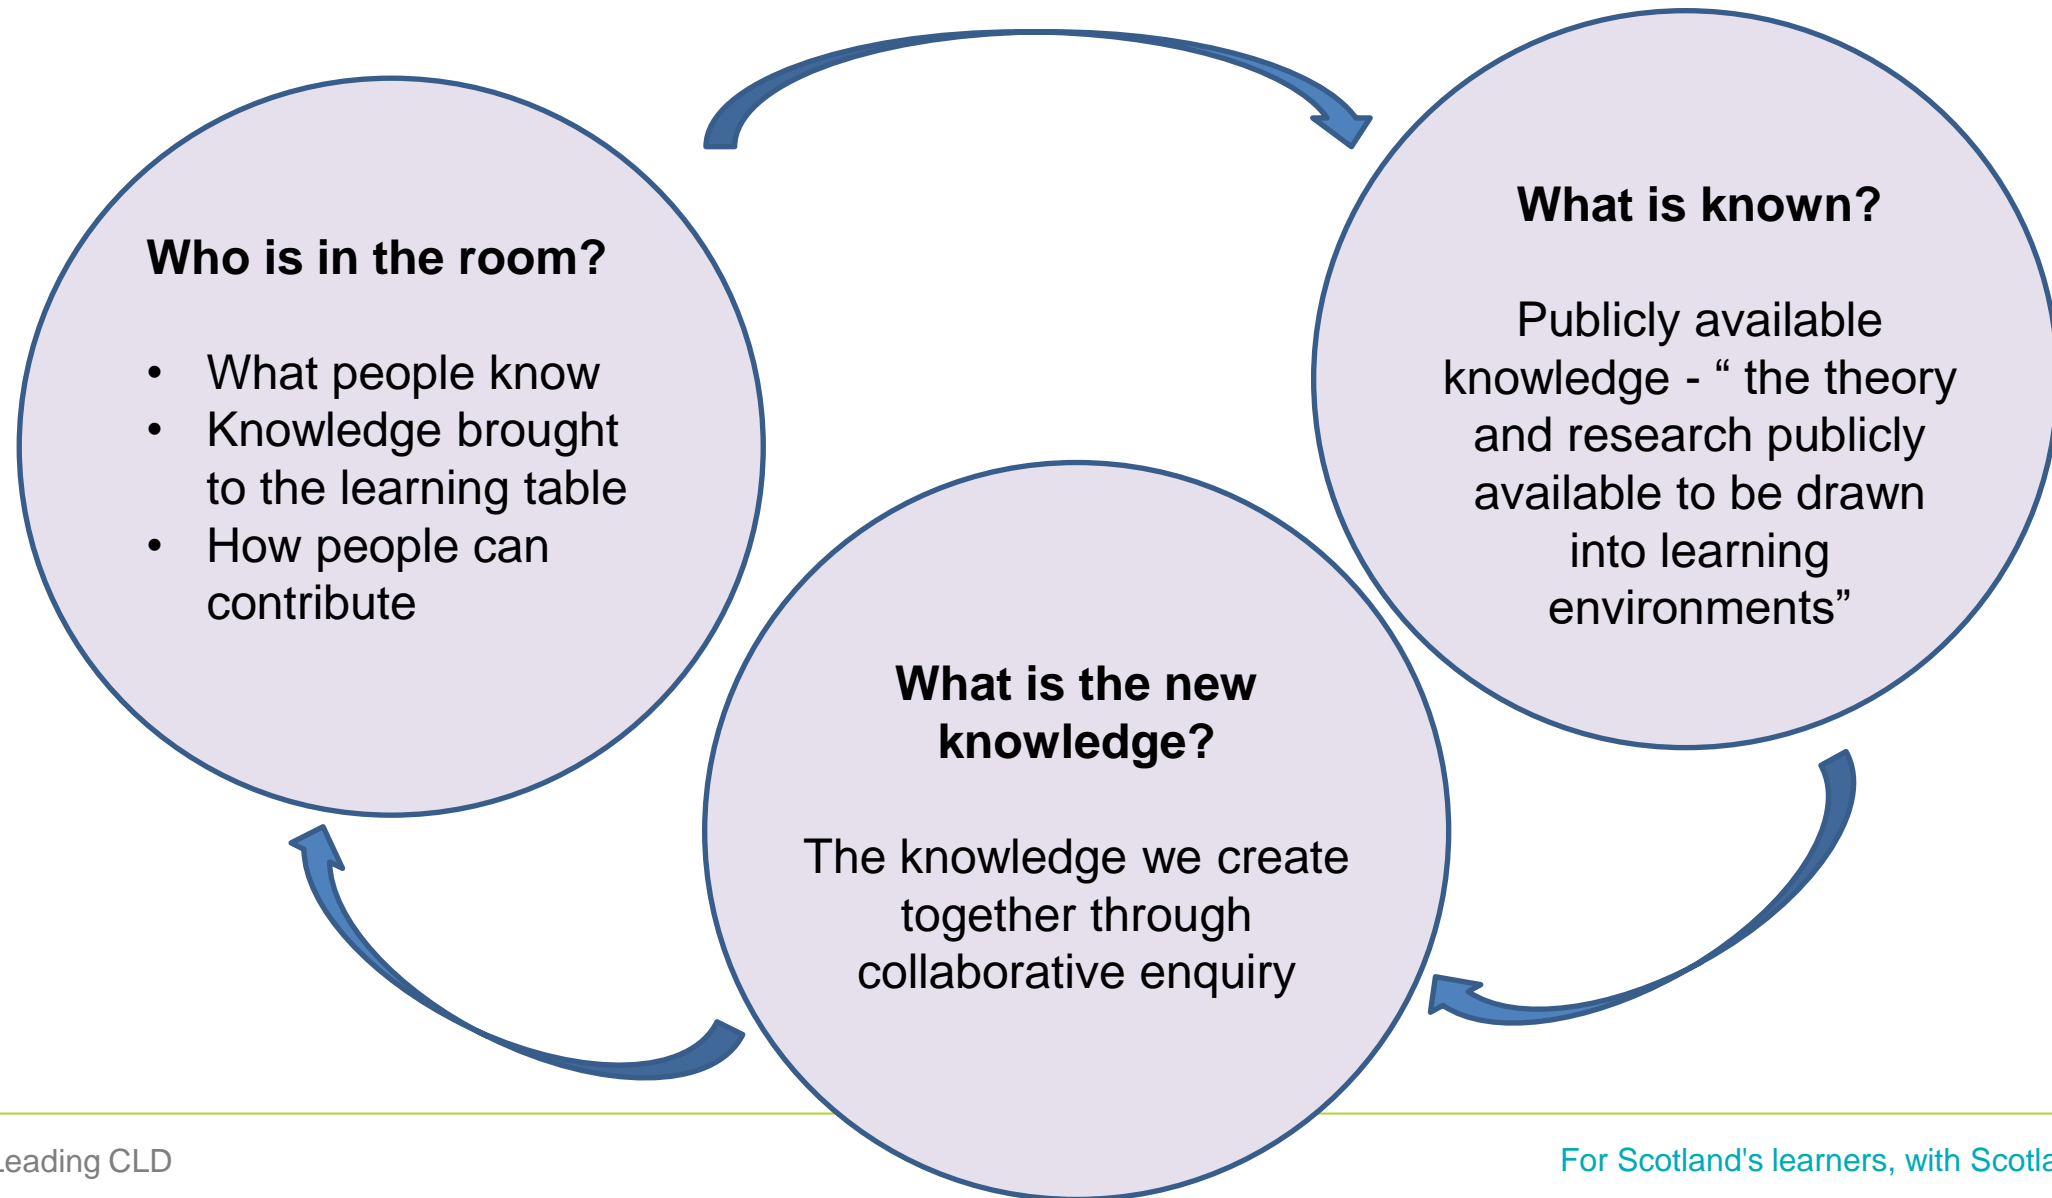 Who is in the room?
• What people know
• Knowledge brought
to the learning table
• How people can
contribute
What is known?
Publicly available
knowledge - “ the theory
and research publicly
available to be drawn
into learning
environments”
What is the new
knowledge?
The knowledge we create
together through
collaborative enquiry
Leading CLD
For Scotland's learners, with Scotla